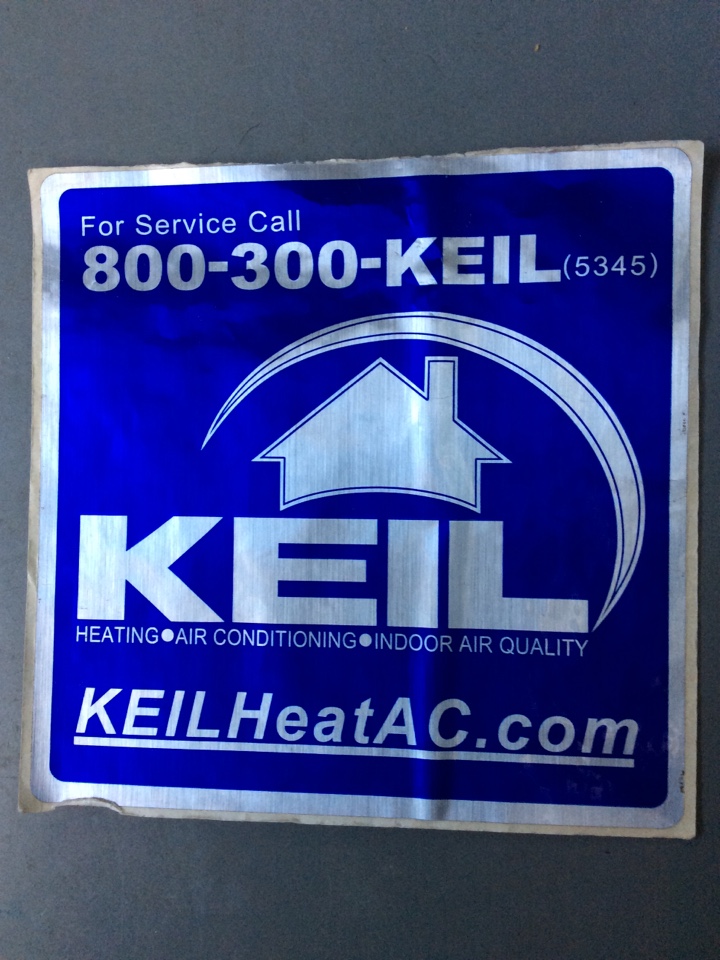 For Service Call
800-300-KEIL(5345)
KEIL
HEATING●AIR CONDITIONING●INDOOR AIR QUALITY
KEILHeatAC.com